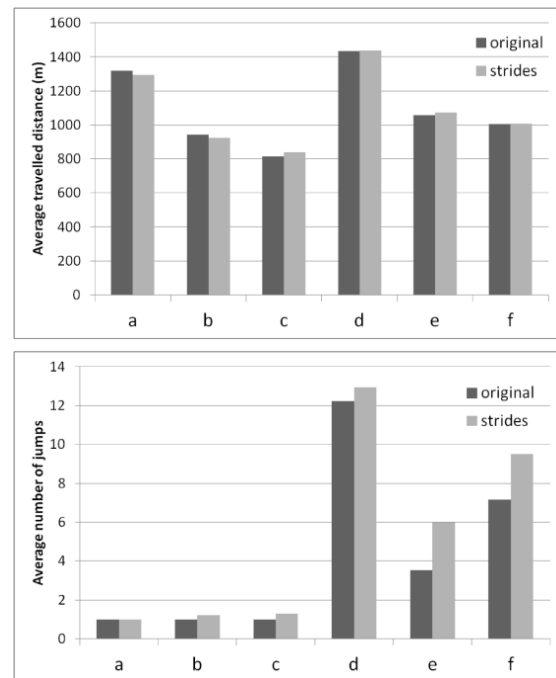 Average travelled distance (m)
1600
1400
1200
1000
800
600
400
200
0
original
strides
a b c d e f
Average number of jumps
14
12
10
8
6
4
2
0
original
strides
a b c d e f